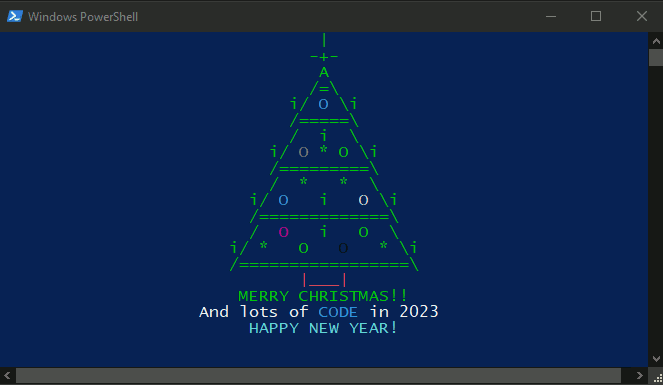 Windows PowerShell
|
-+-
A
/=\
i/ O \i
/=====\
/  i  \
i/ O * O \i
/=========\
/  *   *  \
i/ O   i   O \i
/=============\
/  O   i   O  \
i/ *   O   O   * \i
/=================\
|___|
MERRY CHRISTMAS!!
And lots of CODE in 2023
HAPPY NEW YEAR!